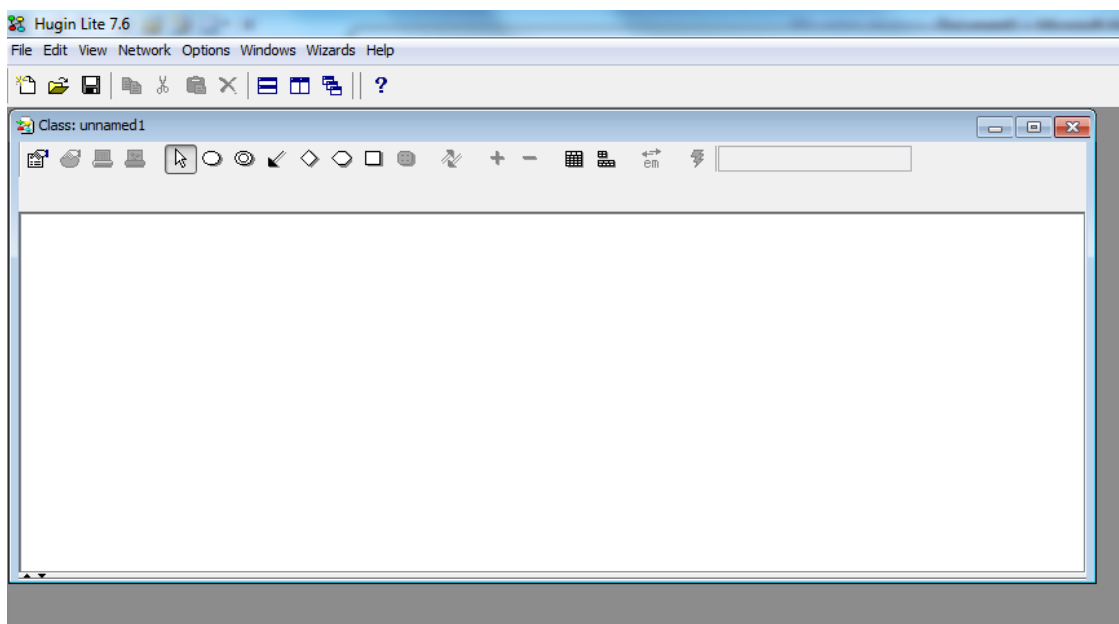 Hugin Lite 7.6
File Edit View Network Options Windows Wizards Help
?
Class: unnamed1
em